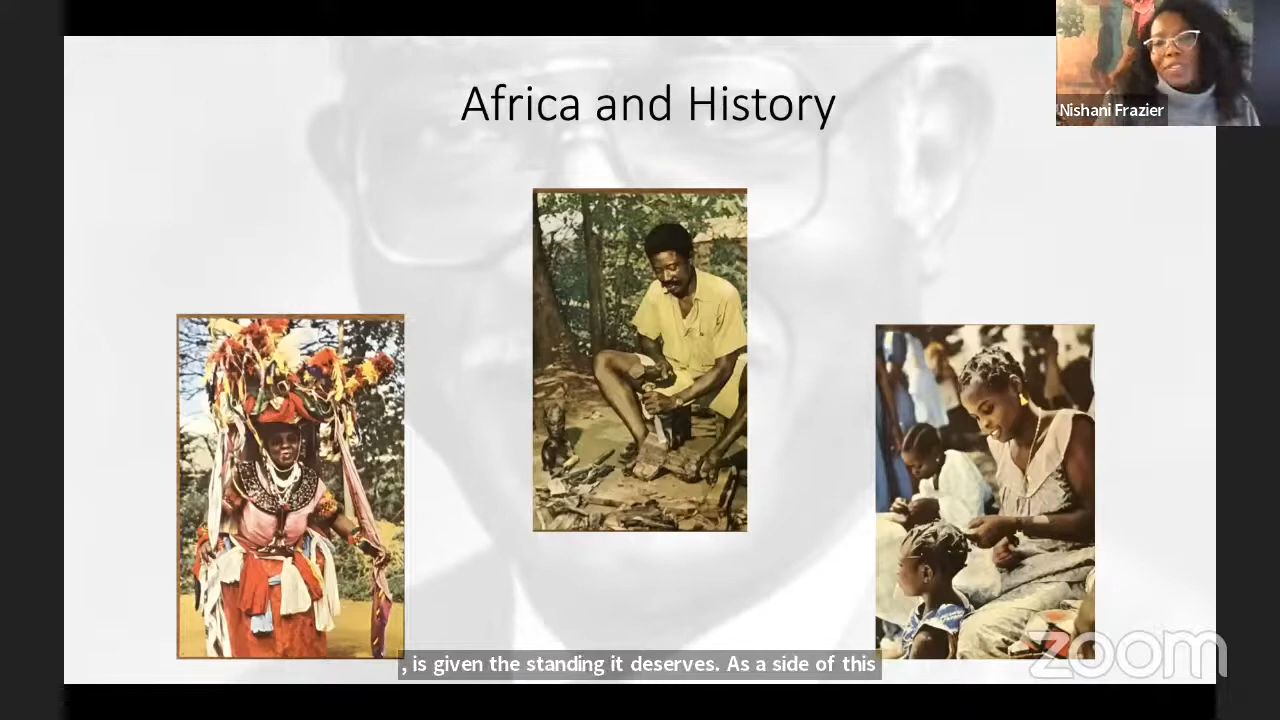 Africa and History
Nishani Frazier
, is given the standing it deserves. As a side of this
zoom